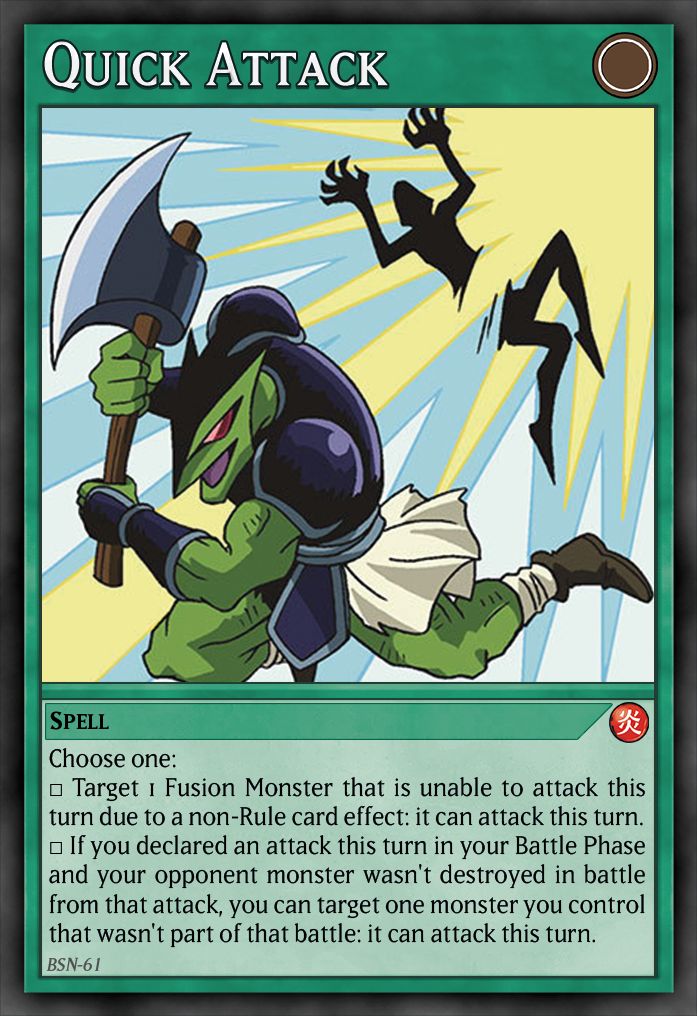 QUICK ATTACK
SPELL
炎
Choose one:
□ Target 1 Fusion Monster that is unable to attack this
turn due to a non-Rule card effect: it can attack this turn.
□ If you declared an attack this turn in your Battle Phase
and your opponent monster wasn't destroyed in battle
from that attack, you can target one monster you control
that wasn't part of that battle: it can attack this turn.
BSN-61